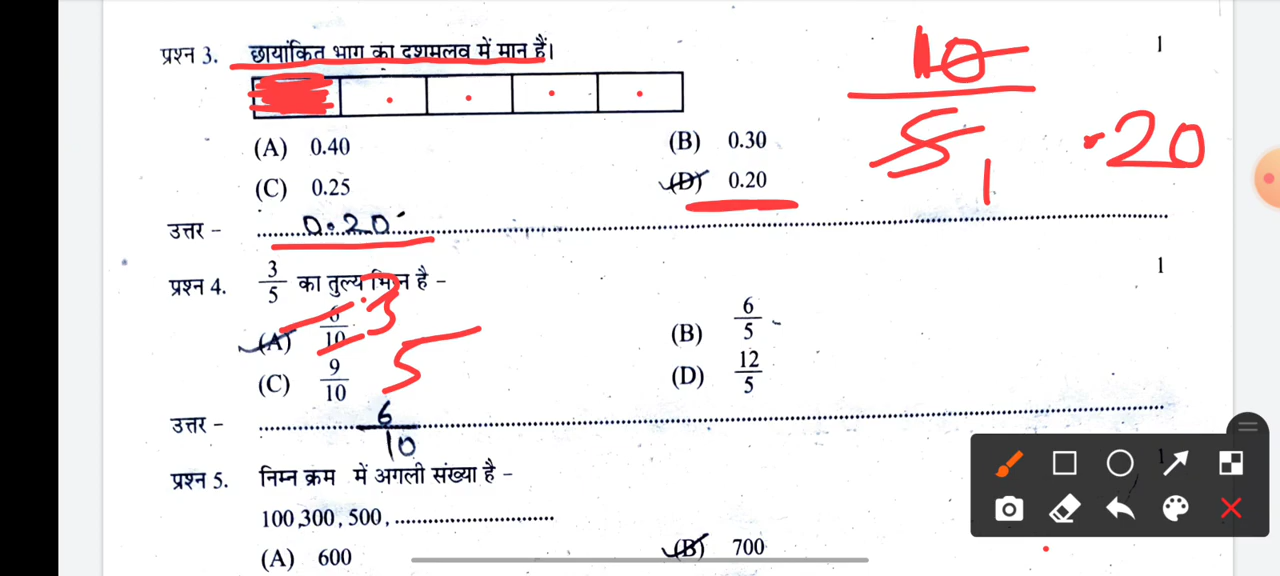 प्रश्न 3. छायांकित भाग का दशमलव में मान हैं। 1
(A) 0.40 (B) 0.30
(C) 0.25 (D) 0.20
उत्तर - 0.20
10
5 1 .20
प्रश्न 4. 3/5 का तुल्य भिन्न है - 1
(A) 6/10 (B) 6/5
3
5
(C) 9/10 (D) 12/5
उत्तर - 6/10
प्रश्न 5. निम्न क्रम में अगली संख्या है - 1
100,300, 500, ..............................
(A) 600 (B) 700